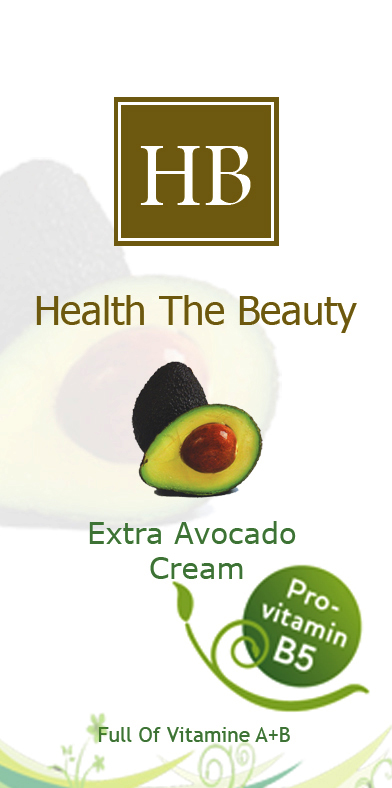 HB
Health The Beauty
Extra Avocado
Cream
Pro-
vitamin
B5
Full Of Vitamine A+B